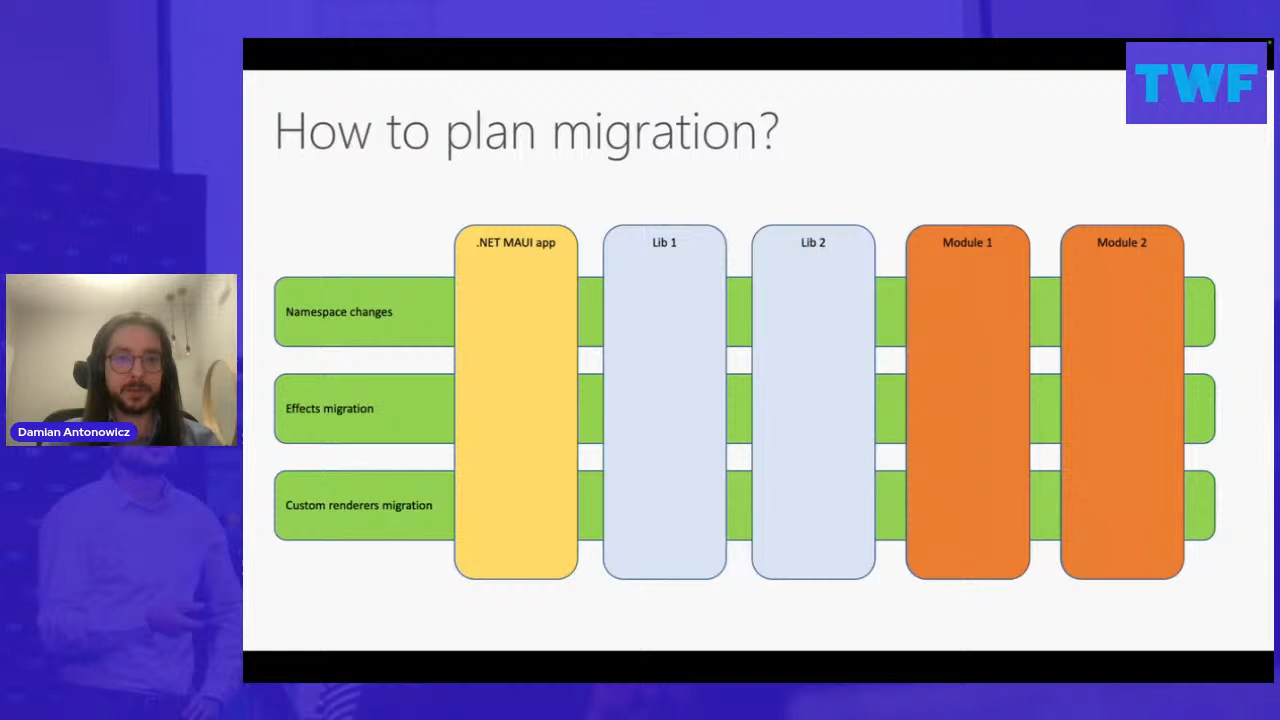 TWF
How to plan migration?
.NET MAUI app
Lib 1
Lib 2
Module 1
Module 2
Namespace changes
Effects migration
Custom renderers migration
Damian Antonowicz